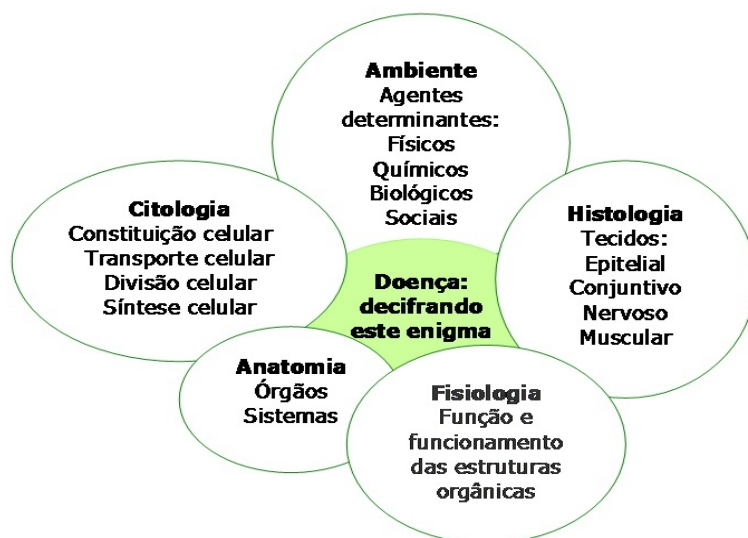 Ambiente
Agentes
determinantes:
Físicos
Químicos
Biológicos
Sociais
Citologia
Constituição celular
Transporte celular
Divisão celular
Síntese celular
Histologia
Tecidos:
Epitelial
Conjuntivo
Nervoso
Muscular
Doença:
decifrando
este enigma
Anatomia
Órgãos
Sistemas
Fisiologia
Função e
funcionamento
das estruturas
orgânicas